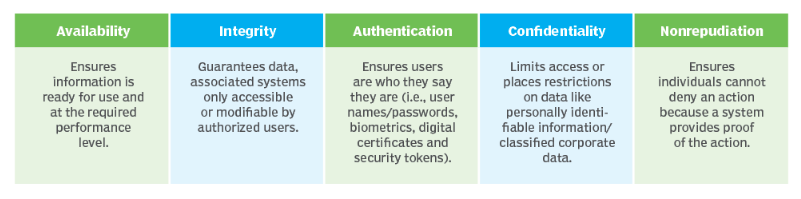 Availability
Ensures
information is
ready for use and
at the required
performance
level.
Integrity
Guarantees data,
associated systems
only accessible
or modifiable by
authorized users.
Authentication
Ensures users
are who they say
they are (i.e., user
names/passwords,
biometrics, digital
certificates and
security tokens).
Confidentiality
Limits access or
places restrictions
on data like
personally identi-
fiable information/
classified corporate
data.
Nonrepudiation
Ensures
individuals cannot
deny an action
because a system
provides proof
of the action.